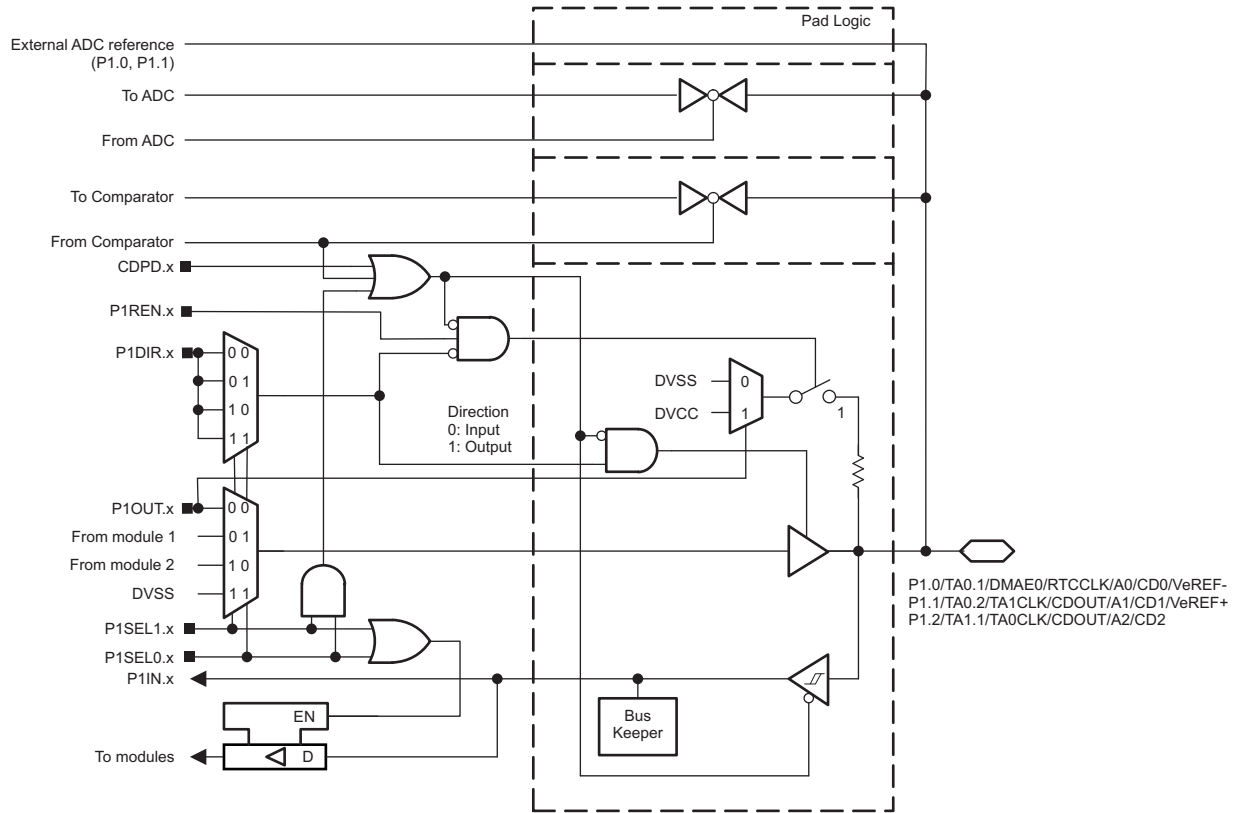 Pad Logic
External ADC reference
(P1.0, P1.1)
To ADC
From ADC
To Comparator
From Comparator
CDPD.x
P1REN.x
P1DIR.x
0 0
0 1
1 0
1 1
Direction
0: Input
1: Output
DVSS
0
DVCC
1
1
P1OUT.x
0 0
From module 1
0 1
From module 2
1 0
DVSS
1 1
P1.0/TA0.1/DMAE0/RTCCLK/A0/CD0/VeREF-
P1.1/TA0.2/TA1CLK/CDOUT/A1/CD1/VeREF+
P1.2/TA1.1/TA0CLK/CDOUT/A2/CD2
P1SEL1.x
P1SEL0.x
P1IN.x
EN
Bus
Keeper
To modules
D